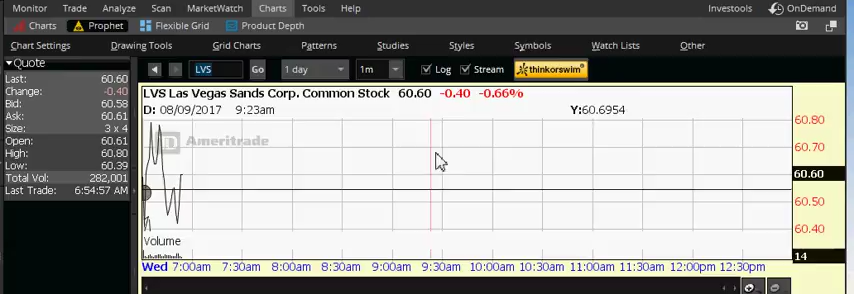 Monitor Trade Analyze Scan MarketWatch Charts Tools Help Investools OnDemand
Charts Prophet Flexible Grid Product Depth
Chart Settings Drawing Tools Grid Charts Patterns Studies Styles Symbols Watch Lists Other
Quote LVS Go 1 day 1m Log Stream thinkorswim
Last: 60.60
Change: -0.40
Bid: 60.58
Ask: 60.61
Size: 3 x 4
Open: 60.61
High: 60.80
Low: 60.39
Total Vol: 282,001
Last Trade: 6:54:57 AM
LVS Las Vegas Sands Corp. Common Stock 60.60 -0.40 -0.66%
D: 08/09/2017 9:23am Y:60.6954
Ameritrade
60.80
60.70
60.60
60.50
60.40
Volume
14
Wed 7:00am 7:30am 8:00am 8:30am 9:00am 9:30am 10:00am 10:30am 11:00am 11:30am 12:00pm 12:30pm